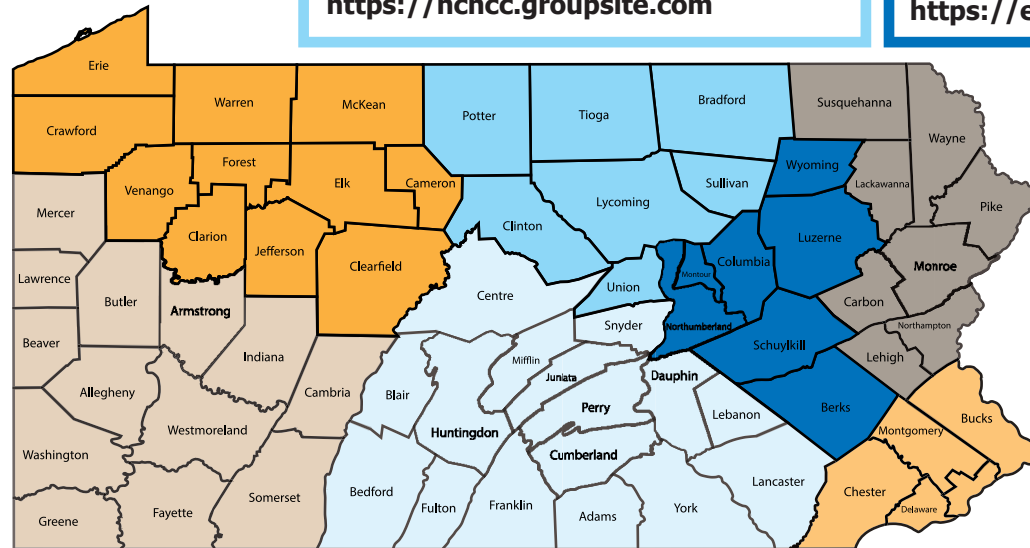 https://nchcc.groupsite.com
https://e
Erie
Warren
McKean
Potter
Tioga
Bradford
Susquehanna
Crawford
Wayne
Forest
Wyoming
Venango
Elk
Cameron
Sullivan
Lackawanna
Mercer
Lycoming
Pike
Clarion
Clinton
Jefferson
Luzerne
Clearfield
Columbia
Monroe
Lawrence
Montour
Butler
Centre
Union
Carbon
Armstrong
Snyder
Northumberland
Northampton
Beaver
Indiana
Mifflin
Schuylkill
Lehigh
Juniata
Dauphin
Allegheny
Cambria
Blair
Perry
Lebanon
Berks
Bucks
Westmoreland
Huntingdon
Montgomery
Washington
Cumberland
Somerset
Bedford
Lancaster
Chester
Greene
Fayette
Fulton
Franklin
Adams
York
Delaware